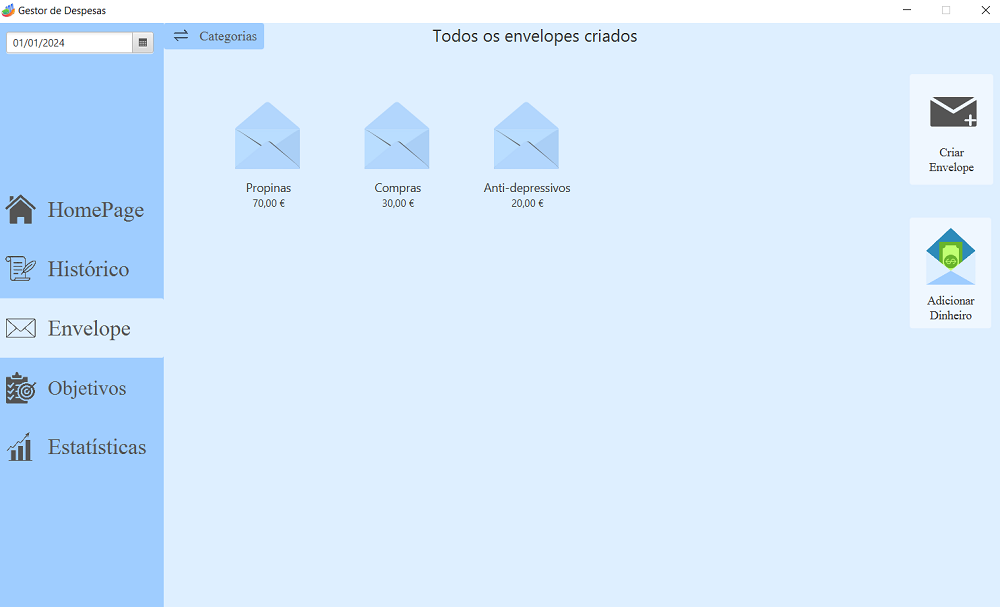 Gestor de Despesas
01/01/2024
Categorias
Todos os envelopes criados
HomePage
Histórico
Envelope
Objetivos
Estatísticas
Propinas
70,00 €
Compras
30,00 €
Anti-depressivos
20,00 €
Criar
Envelope
Adicionar
Dinheiro